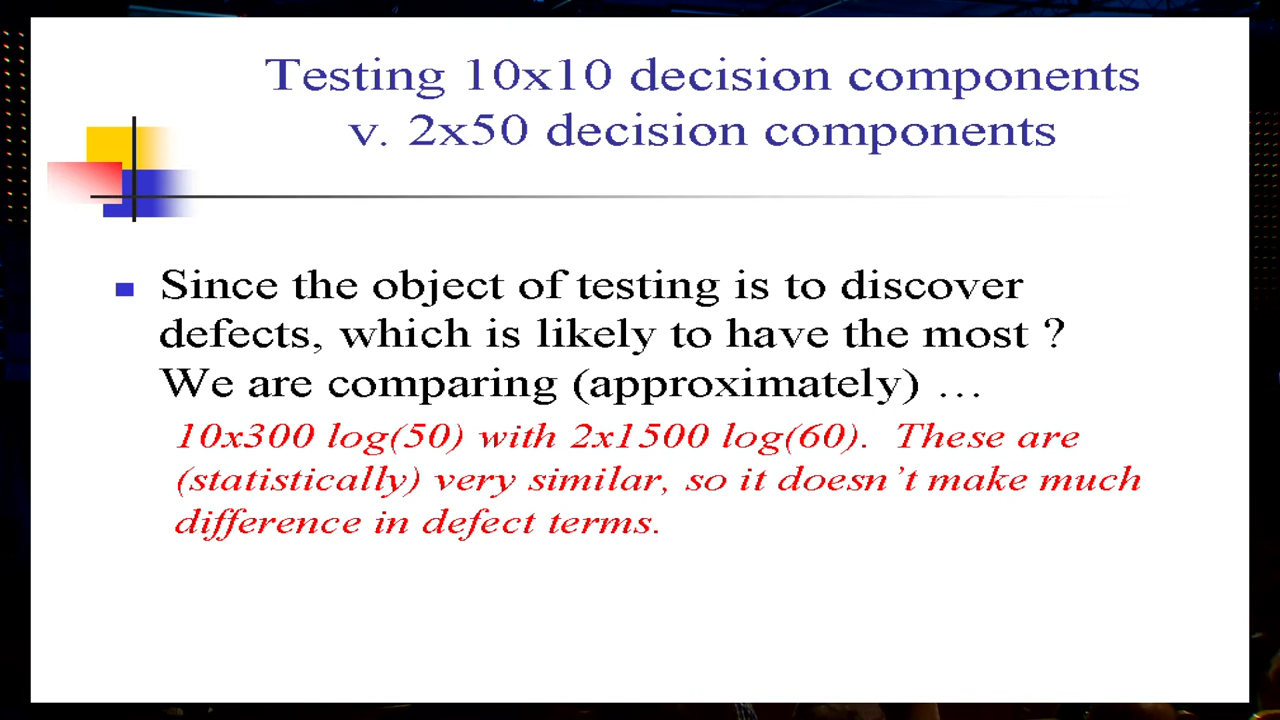 Testing 10x10 decision components
v. 2x50 decision components
Since the object of testing is to discover
defects, which is likely to have the most ?
We are comparing (approximately) …
10x300 log(50) with 2x1500 log(60). These are
(statistically) very similar, so it doesn’t make much
difference in defect terms.